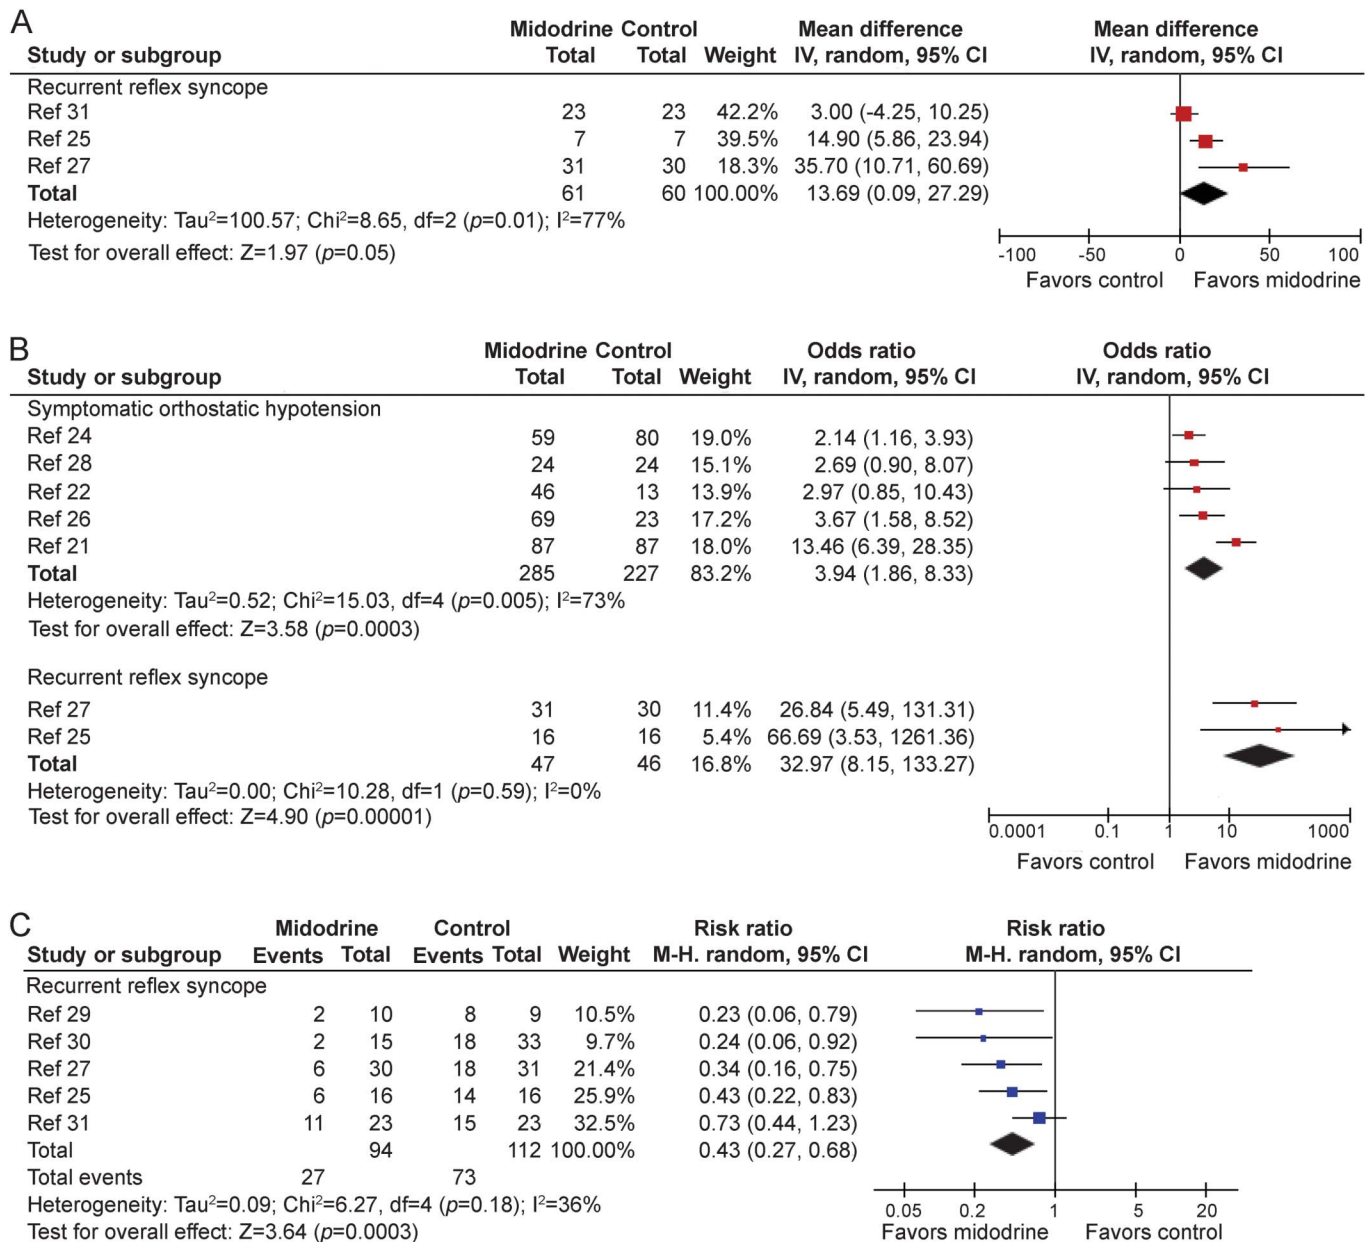 A
Midodrine Control Mean difference Mean difference
Study or subgroup Total Total Weight IV, random, 95% CI IV, random, 95% CI
Recurrent reflex syncope
Ref 31 23 23 42.2% 3.00 (-4.25, 10.25)
Ref 25 7 7 39.5% 14.90 (5.86, 23.94)
Ref 27 31 30 18.3% 35.70 (10.71, 60.69)
Total 61 60 100.00% 13.69 (0.09, 27.29)
Heterogeneity: Tau²=100.57; Chi²=8.65, df=2 (p=0.01); I²=77%
Test for overall effect: Z=1.97 (p=0.05)
-100 -50 0 50 100
Favors control Favors midodrine
B
Midodrine Control Odds ratio Odds ratio
Study or subgroup Total Total Weight IV, random, 95% CI IV, random, 95% CI
Symptomatic orthostatic hypotension
Ref 24 59 80 19.0% 2.14 (1.16, 3.93)
Ref 28 24 24 15.1% 2.69 (0.90, 8.07)
Ref 22 46 13 13.9% 2.97 (0.85, 10.43)
Ref 26 69 23 17.2% 3.67 (1.58, 8.52)
Ref 21 87 87 18.0% 13.46 (6.39, 28.35)
Total 285 227 83.2% 3.94 (1.86, 8.33)
Heterogeneity: Tau²=0.52; Chi²=15.03, df=4 (p=0.005); I²=73%
Test for overall effect: Z=3.58 (p=0.0003)
Recurrent reflex syncope
Ref 27 31 30 11.4% 26.84 (5.49, 131.31)
Ref 25 16 16 5.4% 66.69 (3.53, 1261.36)
Total 47 46 16.8% 32.97 (8.15, 133.27)
Heterogeneity: Tau²=0.00; Chi²=10.28, df=1 (p=0.59); I²=0%
Test for overall effect: Z=4.90 (p=0.00001)
0.0001 0.1 1 10 1000
Favors control Favors midodrine
C
Midodrine Control Risk ratio Risk ratio
Study or subgroup Events Total Events Total Weight M-H. random, 95% CI M-H. random, 95% CI
Recurrent reflex syncope
Ref 29 2 10 8 9 10.5% 0.23 (0.06, 0.79)
Ref 30 2 15 18 33 9.7% 0.24 (0.06, 0.92)
Ref 27 6 30 18 31 21.4% 0.34 (0.16, 0.75)
Ref 25 6 16 14 16 25.9% 0.43 (0.22, 0.83)
Ref 31 11 23 15 23 32.5% 0.73 (0.44, 1.23)
Total 94 112 100.00% 0.43 (0.27, 0.68)
Total events 27 73
Heterogeneity: Tau²=0.09; Chi²=6.27, df=4 (p=0.18); I²=36%
Test for overall effect: Z=3.64 (p=0.0003)
0.05 0.2 1 5 20
Favors midodrine Favors control